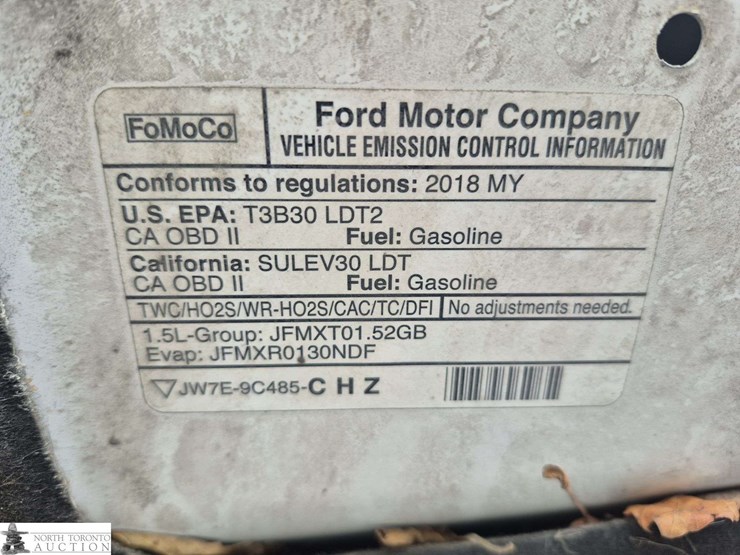 FoMoCo
Ford Motor Company
VEHICLE EMISSION CONTROL INFORMATION
Conforms to regulations: 2018 MY
U.S. EPA: T3B30 LDT2
CA OBD II Fuel: Gasoline
California: SULEV30 LDT
CA OBD II Fuel: Gasoline
TWC/HO2S/WR-HO2S/CAC/TC/DFI No adjustments needed.
1.5L-Group: JFMXT01.52GB
Evap: JFMXR0130NDF
JW7E-9C485-C H Z
NORTH TORONTO
AUCTION